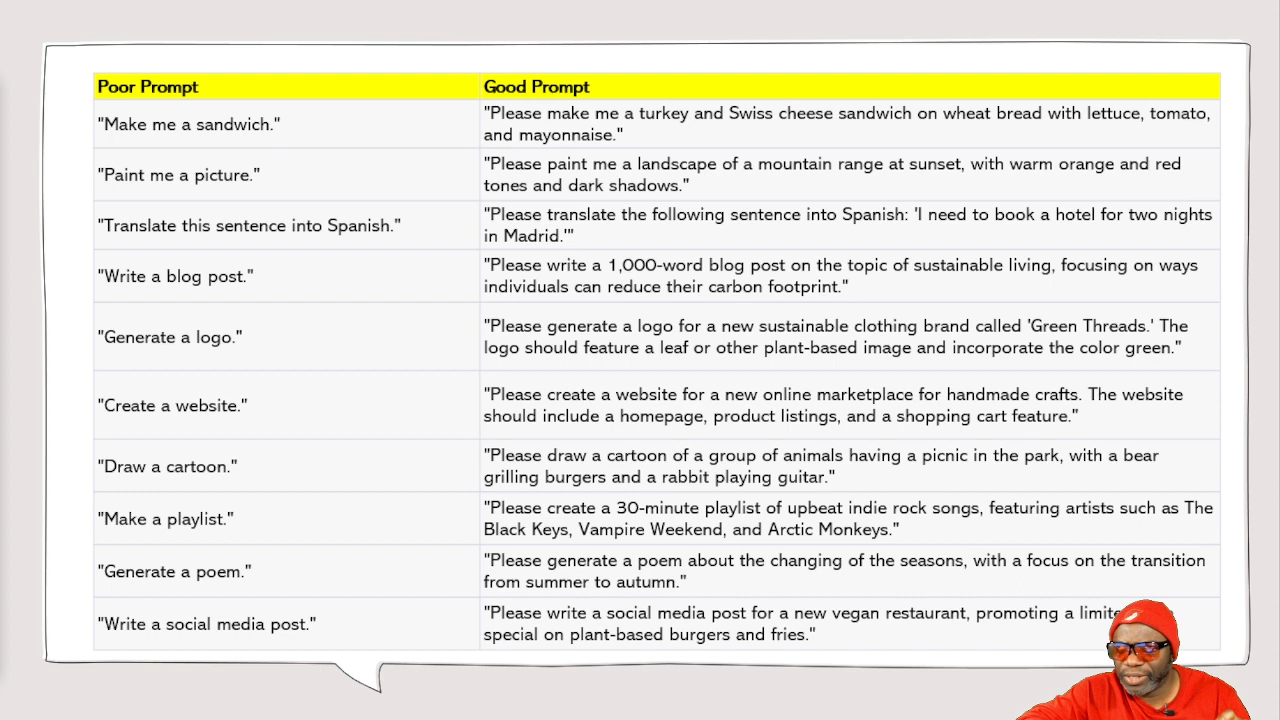 Poor Prompt
Good Prompt
"Make me a sandwich."
"Please make me a turkey and Swiss cheese sandwich on wheat bread with lettuce, tomato,
and mayonnaise."
"Paint me a picture."
"Please paint me a landscape of a mountain range at sunset, with warm orange and red
tones and dark shadows."
"Translate this sentence into Spanish."
"Please translate the following sentence into Spanish: 'I need to book a hotel for two nights
in Madrid.'"
"Write a blog post."
"Please write a 1,000-word blog post on the topic of sustainable living, focusing on ways
individuals can reduce their carbon footprint."
"Generate a logo."
"Please generate a logo for a new sustainable clothing brand called 'Green Threads.' The
logo should feature a leaf or other plant-based image and incorporate the color green."
"Create a website."
"Please create a website for a new online marketplace for handmade crafts. The website
should include a homepage, product listings, and a shopping cart feature."
"Draw a cartoon."
"Please draw a cartoon of a group of animals having a picnic in the park, with a bear
grilling burgers and a rabbit playing guitar."
"Make a playlist."
"Please create a 30-minute playlist of upbeat indie rock songs, featuring artists such as The
Black Keys, Vampire Weekend, and Arctic Monkeys."
"Generate a poem."
"Please generate a poem about the changing of the seasons, with a focus on the transition
from summer to autumn."
"Write a social media post."
"Please write a social media post for a new vegan restaurant, promoting a
special on plant-based burgers and fries."